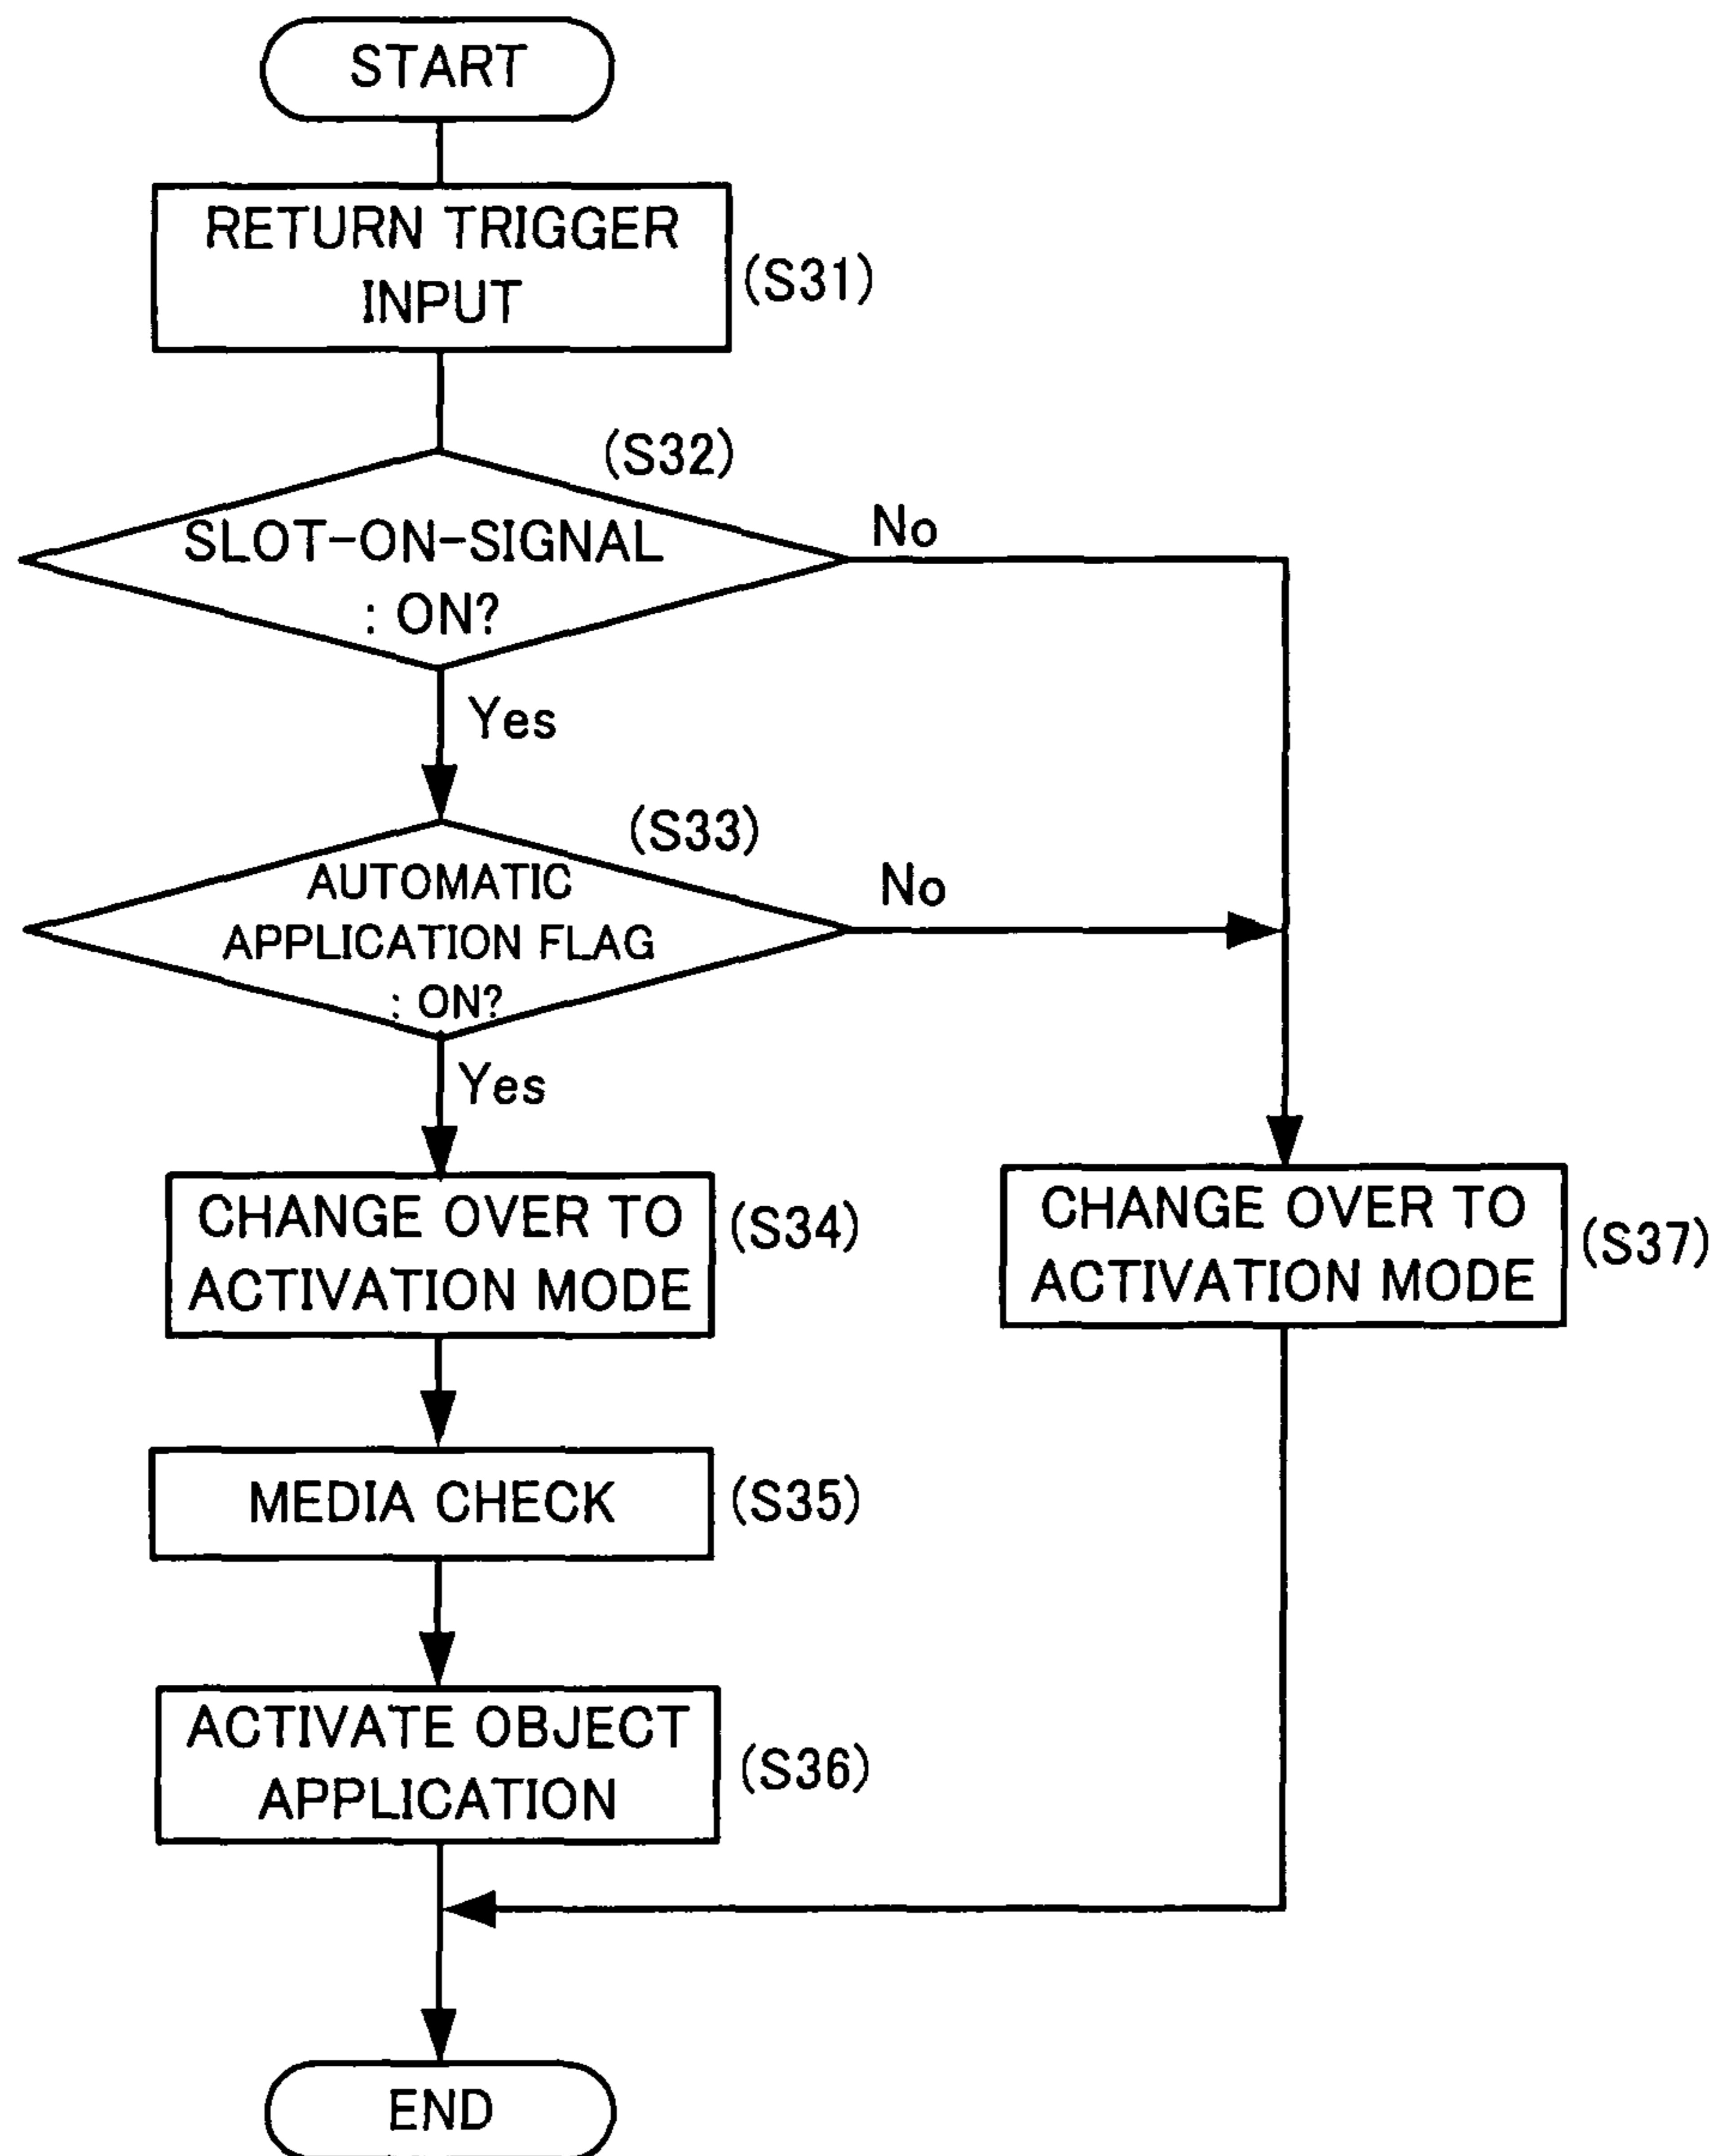 START
RETURN TRIGGER
INPUT
(S31)
(S32)
SLOT-ON-SIGNAL
: ON?
No
Yes
(S33)
AUTOMATIC
APPLICATION FLAG
: ON?
No
Yes
CHANGE OVER TO
ACTIVATION MODE
(S34)
CHANGE OVER TO
ACTIVATION MODE
(S37)
MEDIA CHECK
(S35)
ACTIVATE OBJECT
APPLICATION
(S36)
END